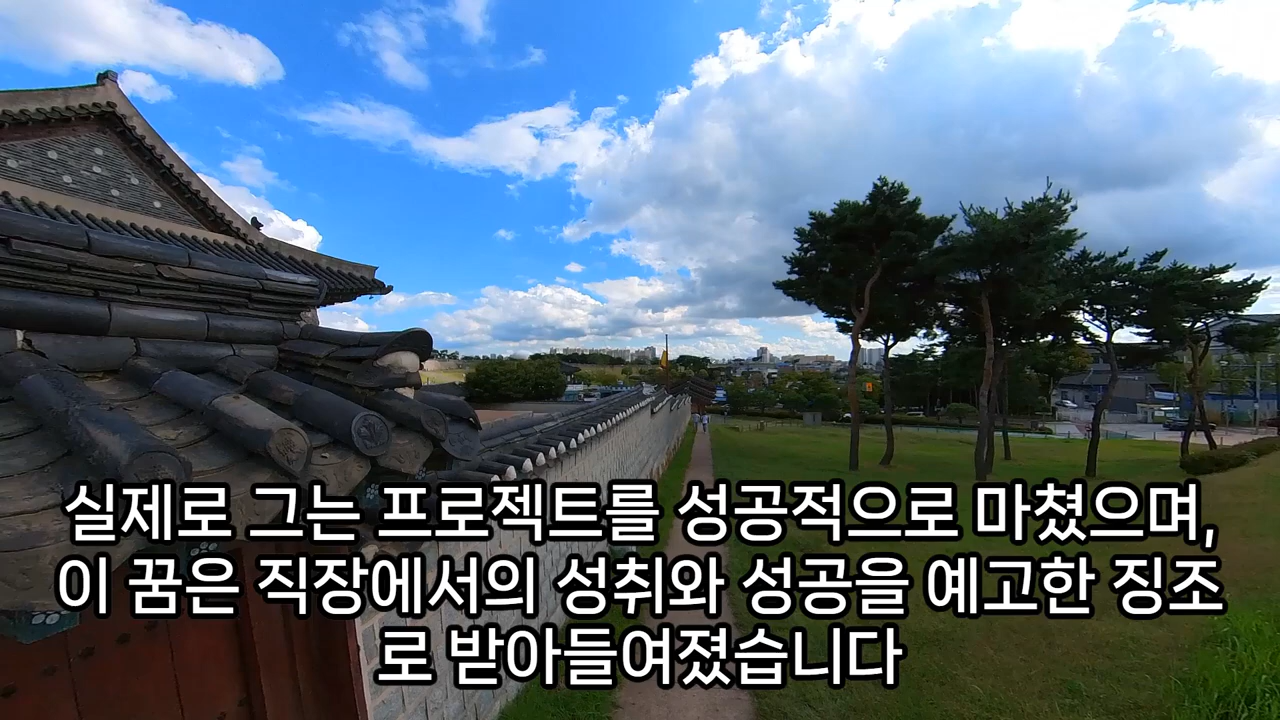 실제로 그는 프로젝트를 성공적으로 마쳤으며,
이 꿈은 직장에서의 성취와 성공을 예고한 징조
로 받아들여졌습니다